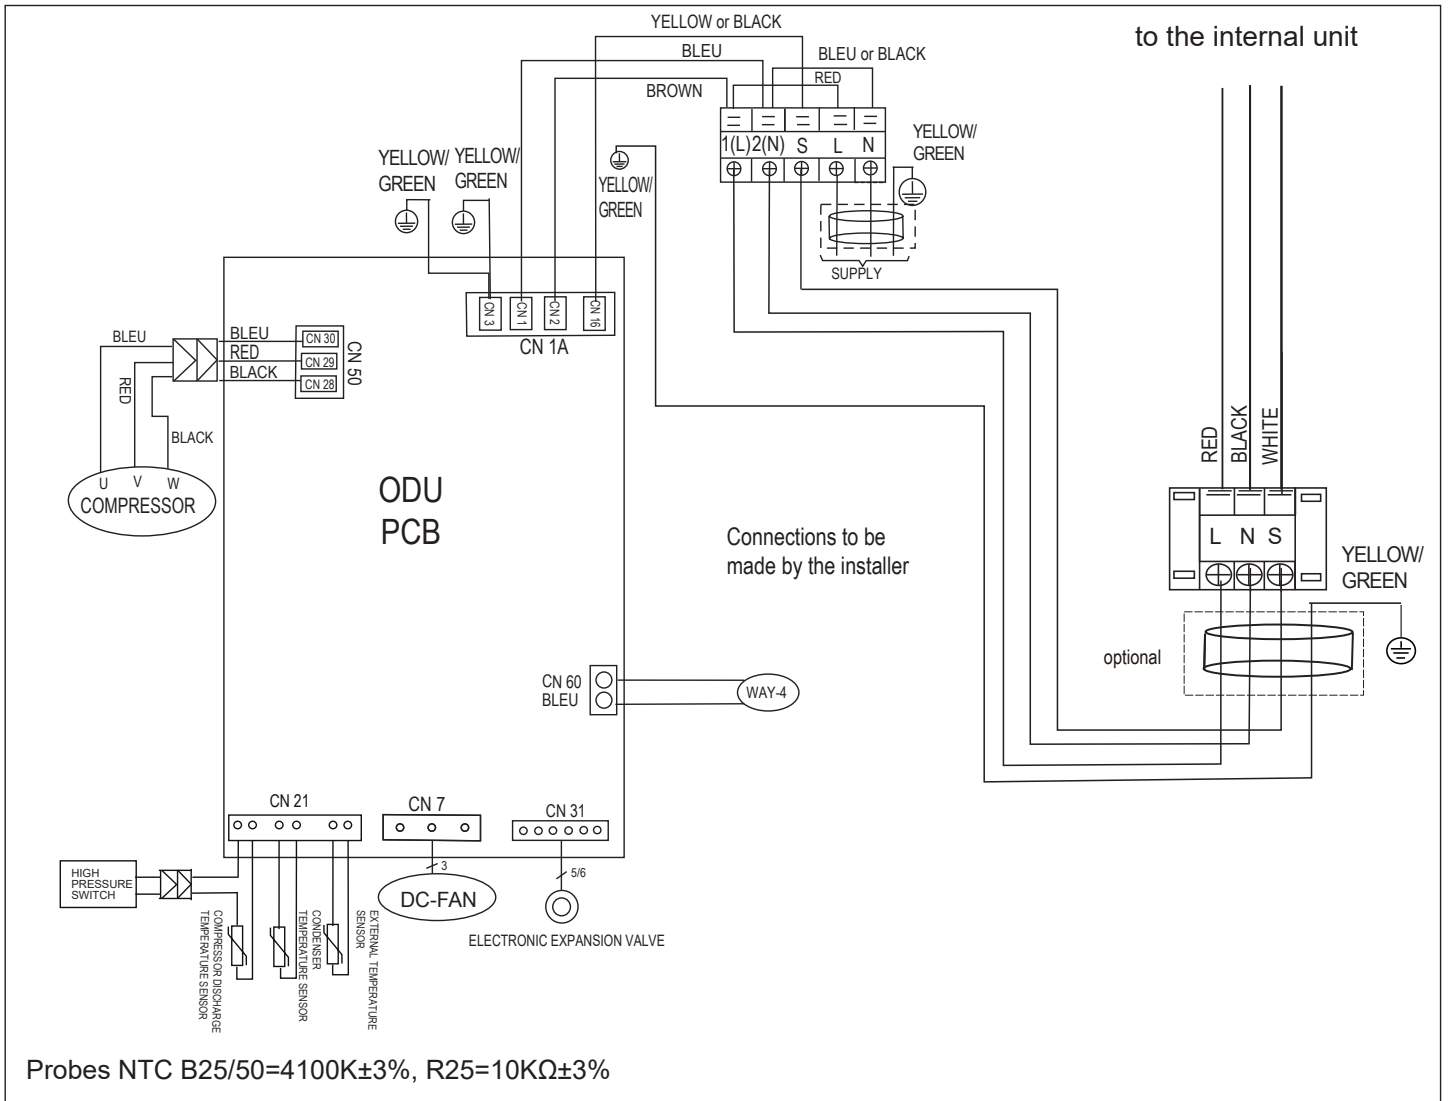 YELLOW or BLACK
to the internal unit
BLEU
BLEU or BLACK
RED
BROWN
1(L) 2(N) S L N
YELLOW/
GREEN
YELLOW/
GREEN
YELLOW/
GREEN
YELLOW/
GREEN
SUPPLY
CN 3
CN 1
CN 2
CN 16
CN 1A
BLEU
RED
BLACK
CN 30
CN 29
CN 28
CN 50
BLEU
RED
BLACK
U V W
COMPRESSOR
ODU
PCB
Connections to be
made by the installer
RED
BLACK
WHITE
L N S
YELLOW/
GREEN
optional
CN 60
BLEU
WAY-4
CN 21
CN 7
CN 31
HIGH
PRESSURE
SWITCH
3
DC-FAN
5/6
ELECTRONIC EXPANSION VALVE
COMPRESSOR DISCHARGE
TEMPERATURE SENSOR
CONDENSER
TEMPERATURE SENSOR
EXTERNAL TEMPERATURE
SENSOR
Probes NTC B25/50=4100K±3%, R25=10KΩ±3%